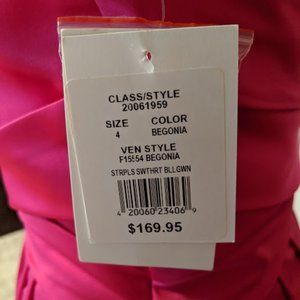 CLASS/STYLE
20061959
SIZE COLOR
4 BEGONIA
VEN STYLE
F15554 BEGONIA
STRPLS SWTHRT BLLGWN
4 20060 23406 9
$169.95